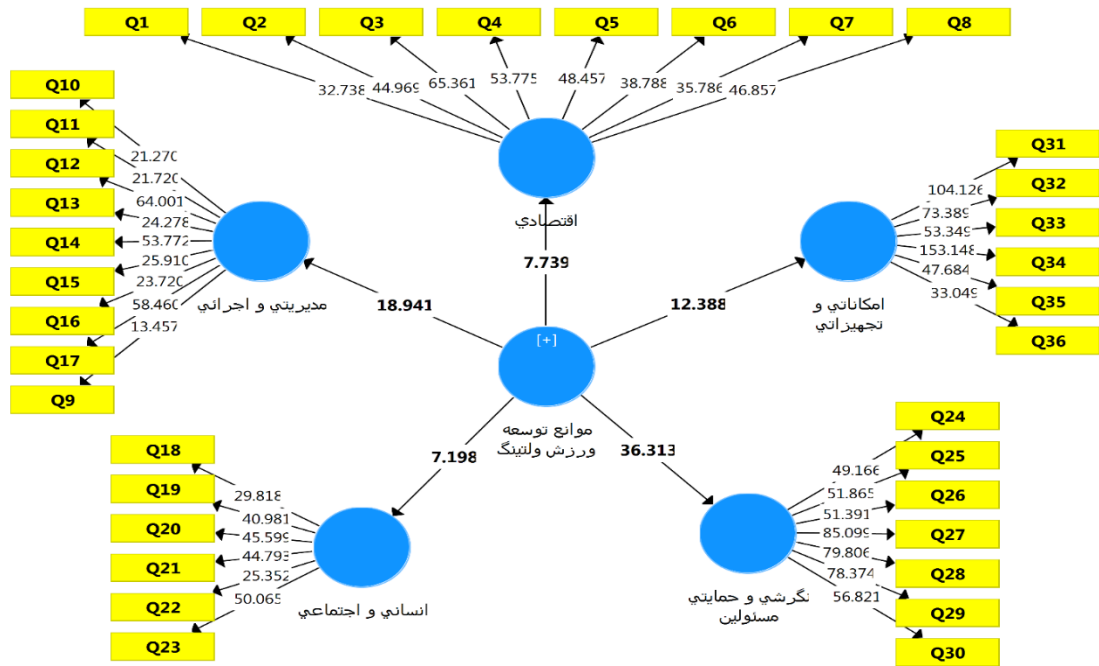 Q1 Q2 Q3 Q4 Q5 Q6 Q7 Q8
32.738 44.969 65.361 53.775 48.457 38.788 35.786 46.857
اقتصادي
Q10
Q11
Q12
Q13
Q14
Q15
Q16
Q17
Q9
21.270
21.720
64.001
24.278
53.772
25.910
23.720
58.460
13.457
مديريتي و اجرائي
Q31
Q32
Q33
Q34
Q35
Q36
104.126
73.389
53.349
153.148
47.684
33.049
امكاناتي و
تجهيزاتي
7.739
18.941
12.388
[+]
موانع توسعه
ورزش ولتينگ
7.198
36.313
Q18
Q19
Q20
Q21
Q22
Q23
29.818
40.981
45.599
44.793
25.352
50.065
انساني و اجتماعي
Q24
Q25
Q26
Q27
Q28
Q29
Q30
49.166
51.865
51.391
85.099
79.806
78.374
56.821
نگرشي و حمايتي
مسئولين